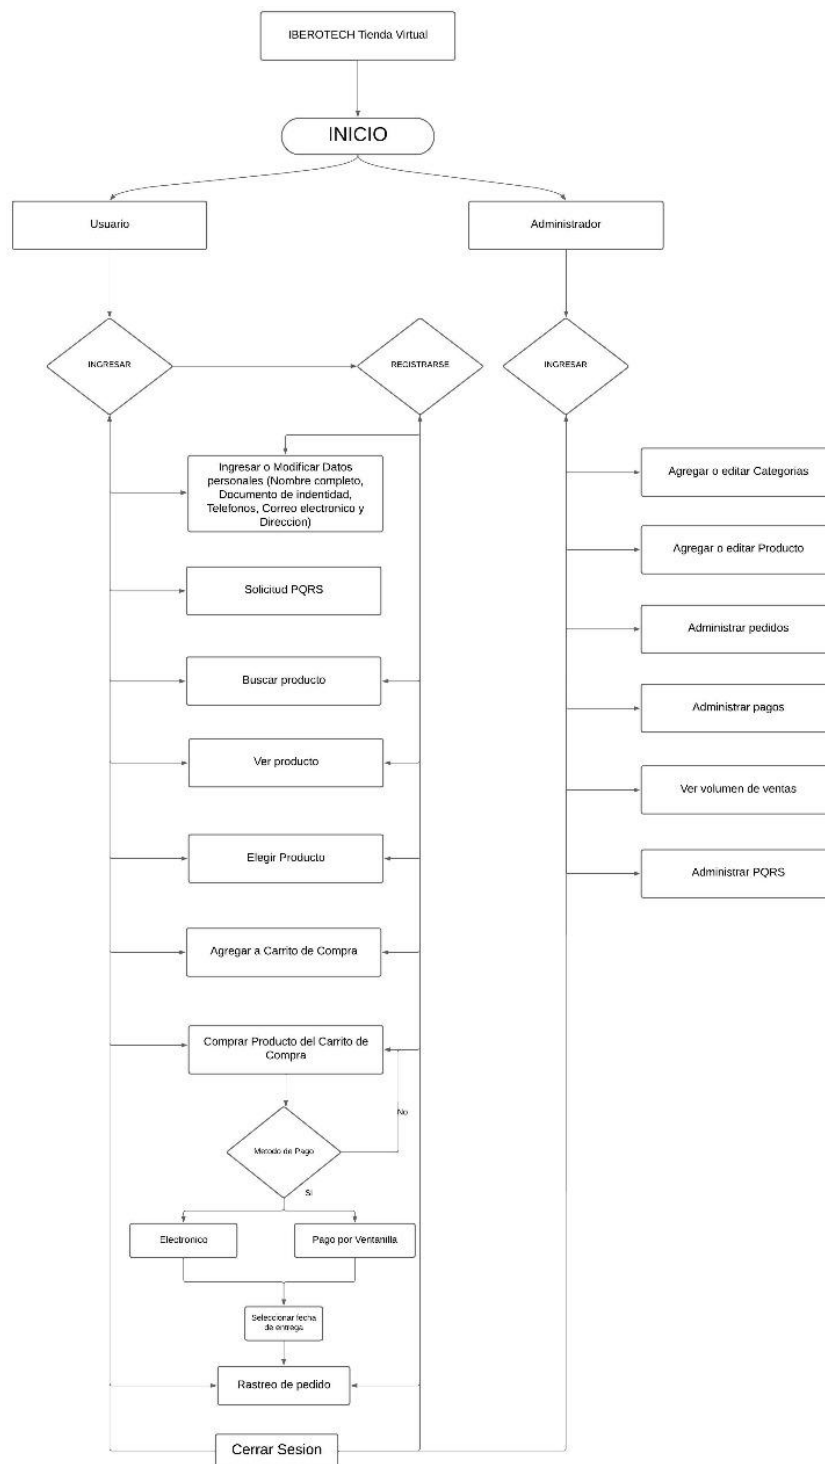 IBEROTECH Tienda Virtual
INICIO
Usuario
Administrador
INGRESAR
REGISTRARSE
INGRESAR
Ingresar o Modificar Datos
personales (Nombre completo,
Documento de indentidad,
Telefonos, Correo electronico y
Direccion)
Agregar o editar Categorias
Agregar o editar Producto
Solicitud PQRS
Administrar pedidos
Buscar producto
Administrar pagos
Ver producto
Ver volumen de ventas
Elegir Producto
Administrar PQRS
Agregar a Carrito de Compra
Comprar Producto del Carrito de
Compra
No
Metodo de Pago
Si
Electronico
Pago por Ventanilla
Seleccionar fecha
de entrega
Rastreo de pedido
Cerrar Sesion